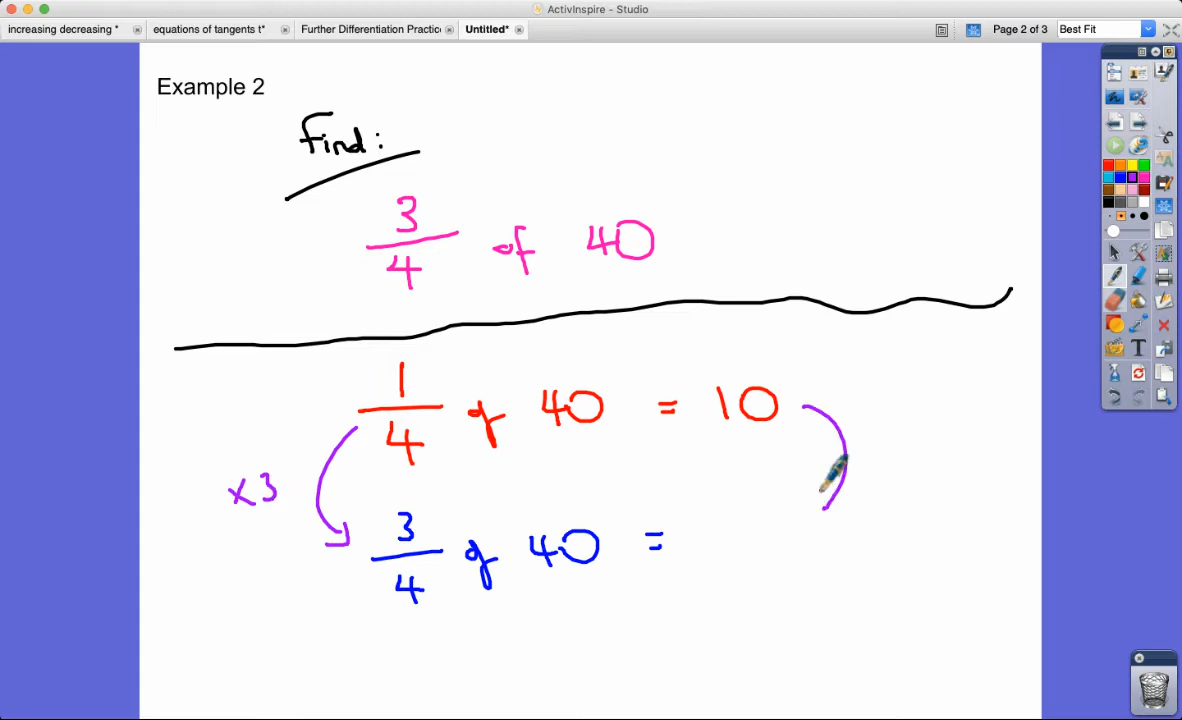 ActivInspire - Studio
increasing decreasing * equations of tangents t* Further Differentiation Practic Untitled* Page 2 of 3 Best Fit
Example 2
Find:
3/4 of 40
1/4 of 40 = 10
x3
3/4 of 40 =